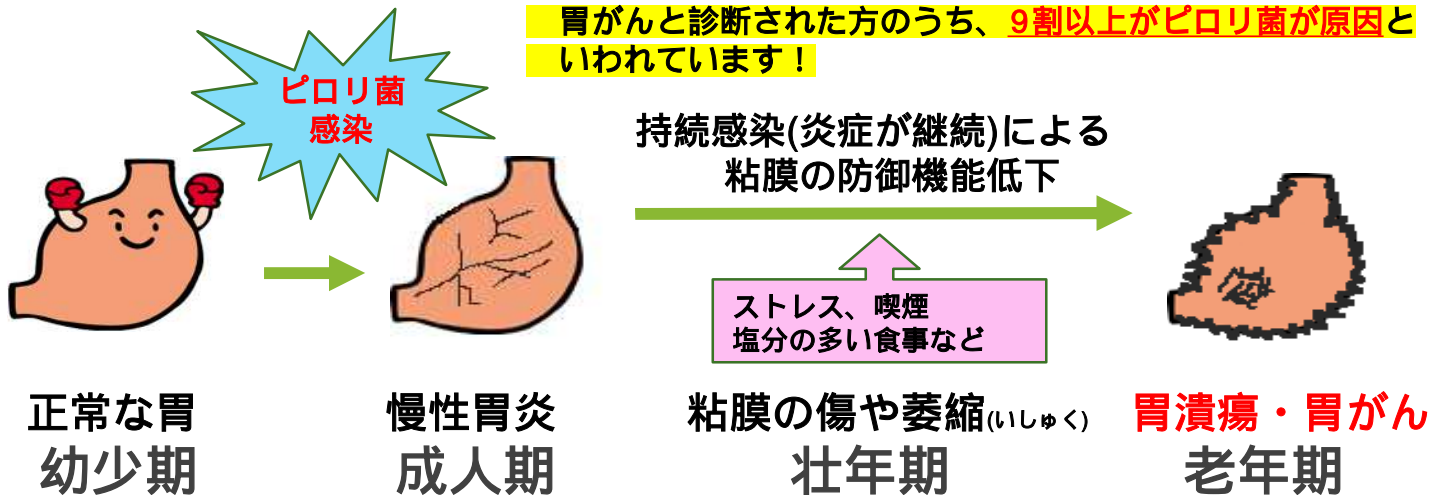 胃がんと診断された方のうち、９割以上がピロリ菌が原因と
いわれています！
ピロリ菌
感染
持続感染(炎症が継続)による
粘膜の防御機能低下
ストレス、喫煙
塩分の多い食事など
正常な胃
慢性胃炎
粘膜の傷や萎縮(いしゅく)
胃潰瘍・胃がん
幼少期
成人期
壮年期
老年期